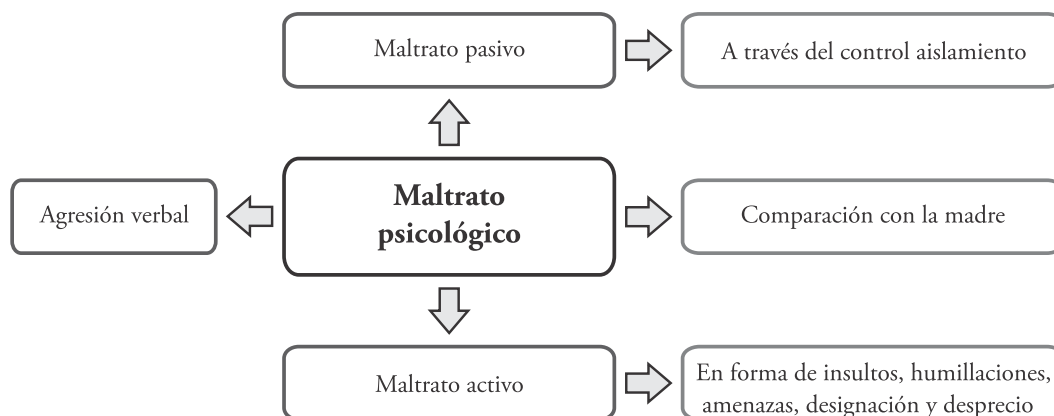 Maltrato pasivo
A través del control aislamiento
Agresión verbal
Maltrato
psicológico
Comparación con la madre
Maltrato activo
En forma de insultos, humillaciones,
amenazas, designación y desprecio